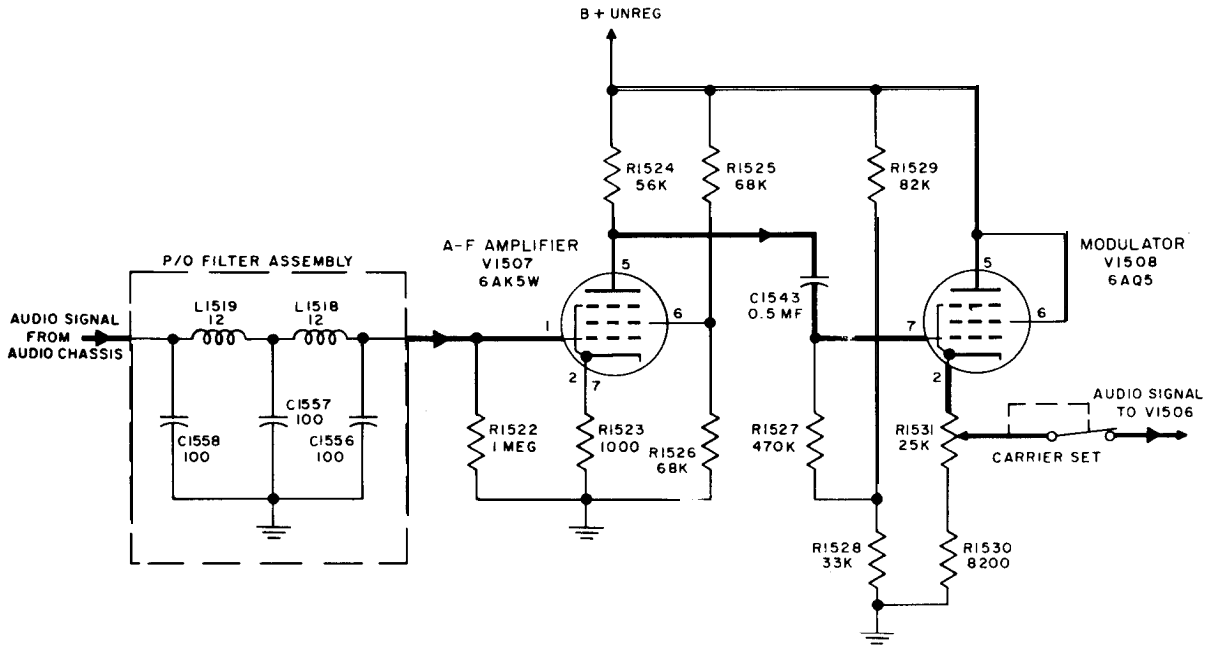 B + UNREG
R1524
56K
R1525
68K
R1529
82K
A-F AMPLIFIER
V1507
6AK5W
5
MODULATOR
V1508
6AQ5
5
P/O FILTER ASSEMBLY
L1519
12
L1518
12
C1543
0.5 MF
AUDIO SIGNAL
FROM
AUDIO CHASSIS
1
6
7
6
2
7
2
C1558
100
C1557
100
C1556
100
R1522
1 MEG
R1523
1000
R1526
68K
R1527
470K
R1531
25K
AUDIO SIGNAL
TO V1506
CARRIER SET
R1528
33K
R1530
8200